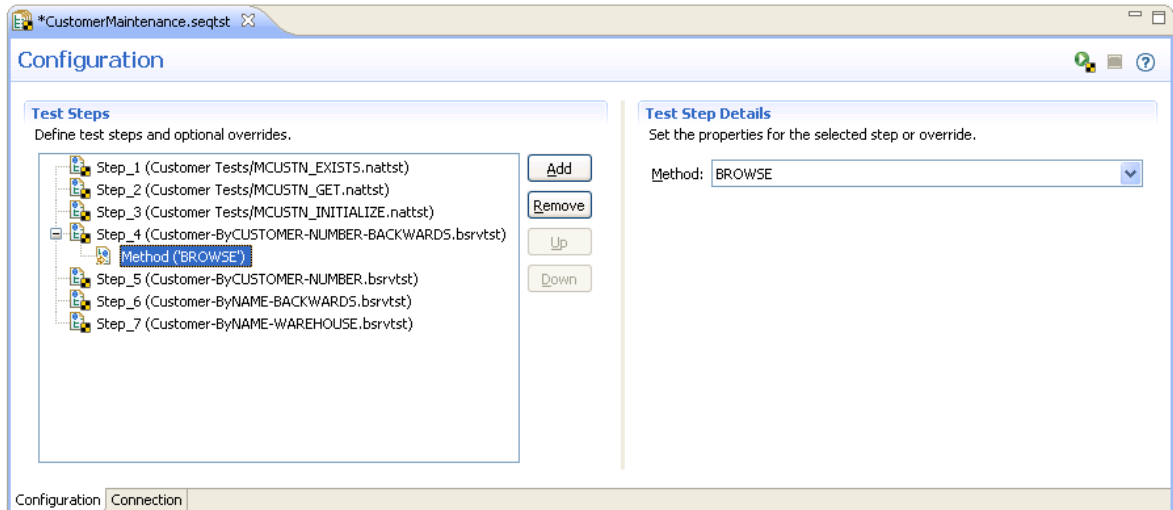 *CustomerMaintenance.seqtst
Configuration
Test Steps
Define test steps and optional overrides.
Step_1 (Customer Tests/MCUSTN_EXISTS.nattst)
Step_2 (Customer Tests/MCUSTN_GET.nattst)
Step_3 (Customer Tests/MCUSTN_INITIALIZE.nattst)
Step_4 (Customer-ByCUSTOMER-NUMBER-BACKWARDS.bsrvtst)
Method ('BROWSE')
Step_5 (Customer-ByCUSTOMER-NUMBER.bsrvtst)
Step_6 (Customer-ByNAME-BACKWARDS.bsrvtst)
Step_7 (Customer-ByNAME-WAREHOUSE.bsrvtst)
Add
Remove
Up
Down
Test Step Details
Set the properties for the selected step or override.
Method: BROWSE
Configuration Connection